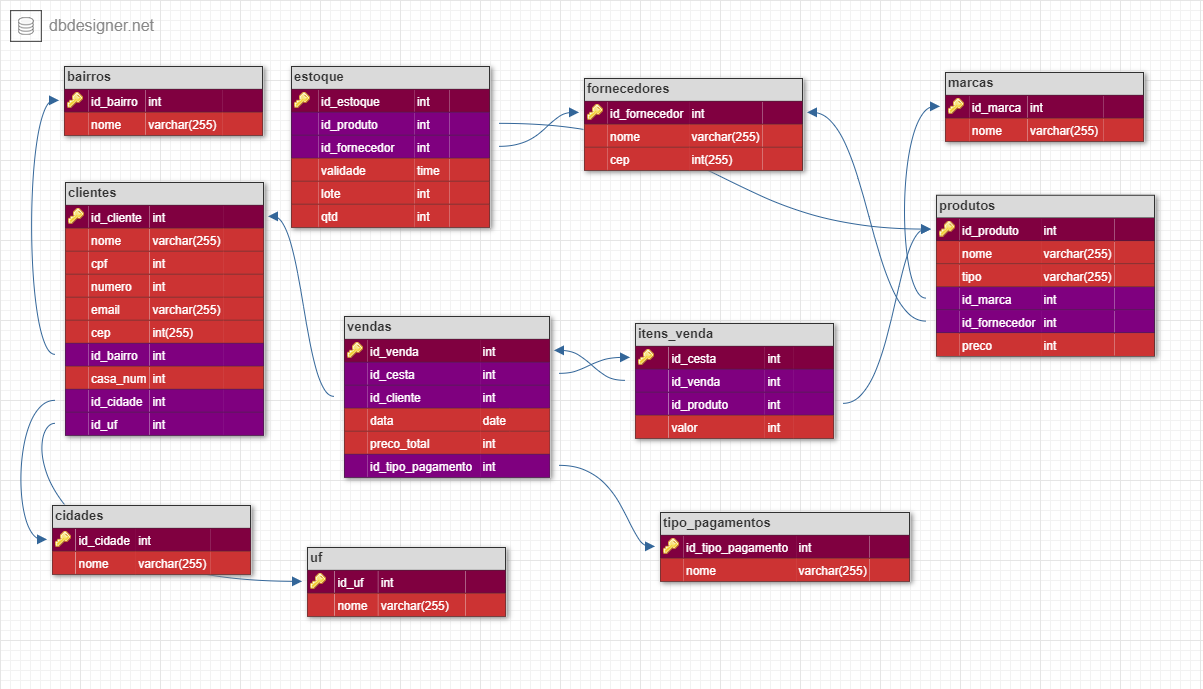 dbdesigner.net
bairros
id_bairro int
nome varchar(255)
estoque
id_estoque int
id_produto int
id_fornecedor int
validade time
lote int
qtd int
fornecedores
id_fornecedor int
nome varchar(255)
cep int(255)
marcas
id_marca int
nome varchar(255)
clientes
id_cliente int
nome varchar(255)
cpf int
numero int
email varchar(255)
cep int(255)
id_bairro int
casa_num int
id_cidade int
id_uf int
produtos
id_produto int
nome varchar(255)
tipo varchar(255)
id_marca int
id_fornecedor int
preco int
vendas
id_venda int
id_cesta int
id_cliente int
data date
preco_total int
id_tipo_pagamento int
itens_venda
id_cesta int
id_venda int
id_produto int
valor int
cidades
id_cidade int
nome varchar(255)
uf
id_uf int
nome varchar(255)
tipo_pagamentos
id_tipo_pagamento int
nome varchar(255)